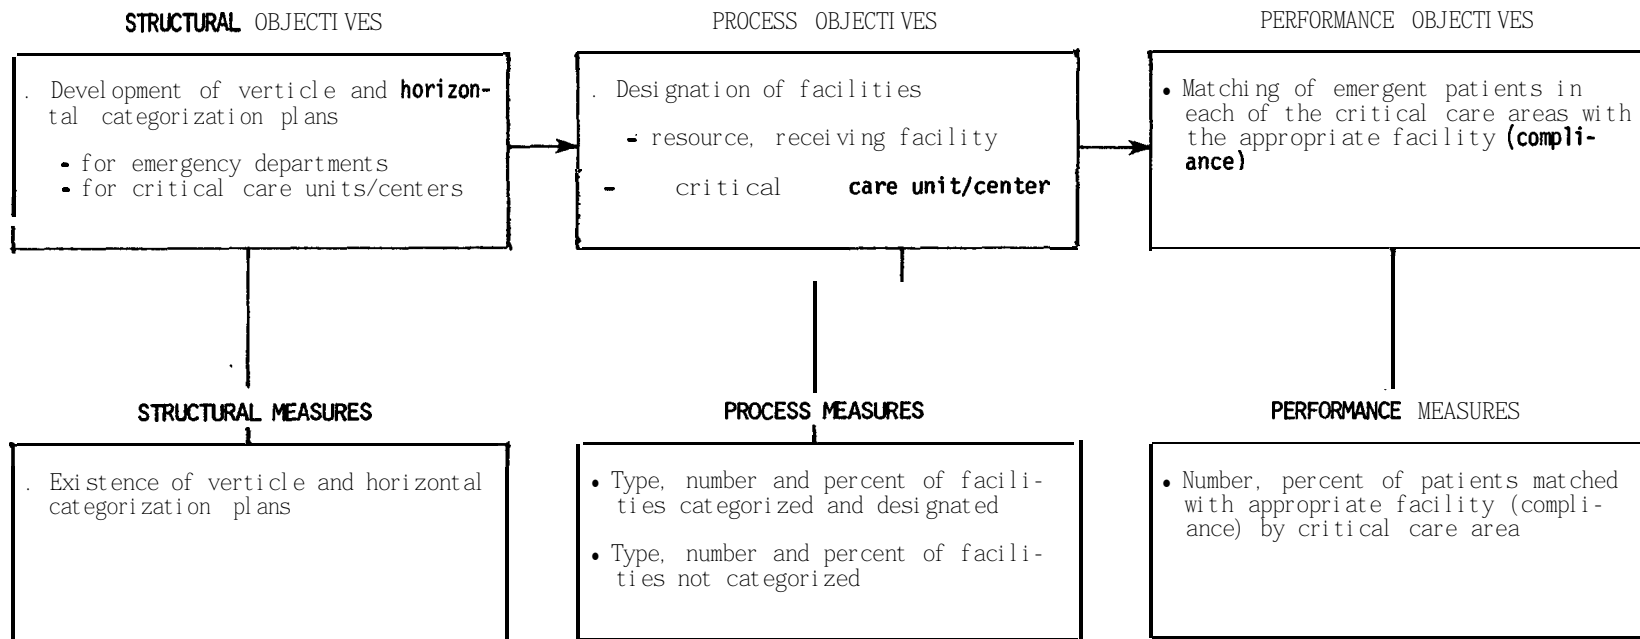 STRUCTURAL OBJECTIVES
. Development of verticle and horizon-
tal categorization plans
- for emergency departments
- for critical care units/centers
PROCESS OBJECTIVES
. Designation of facilities
- resource, receiving facility
- critical care unit/center
PERFORMANCE OBJECTIVES
• Matching of emergent patients in
each of the critical care areas with
the appropriate facility (compli-
ance)
STRUCTURAL MEASURES
. Existence of verticle and horizontal
categorization plans
PROCESS MEASURES
• Type, number and percent of facili-
ties categorized and designated
• Type, number and percent of facili-
ties not categorized
PERFORMANCE MEASURES
• Number, percent of patients matched
with appropriate facility (compli-
ance) by critical care area